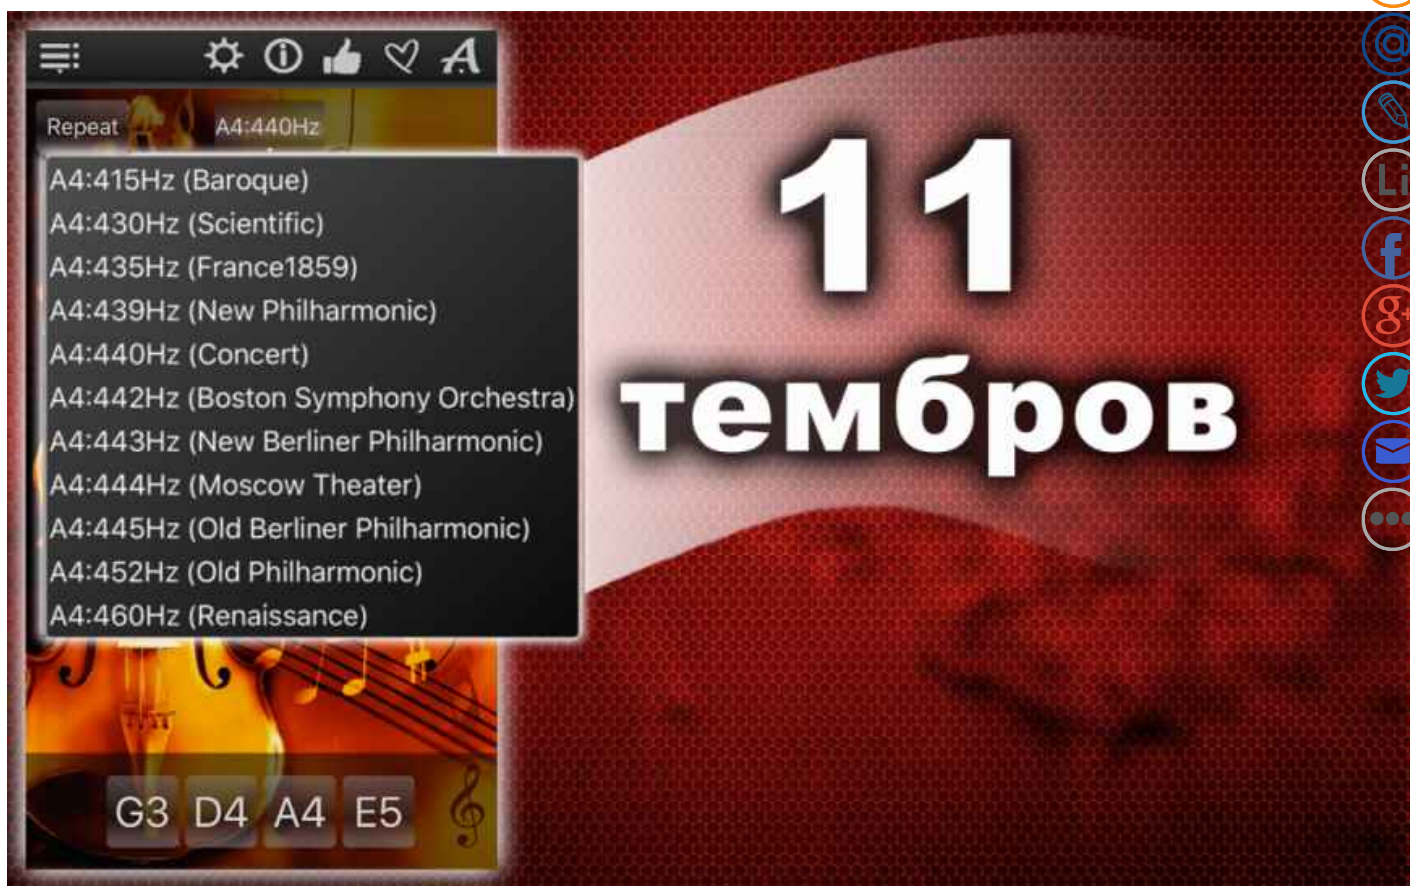 Repeat
A4:440Hz
A4:415Hz (Baroque)
A4:430Hz (Scientific)
A4:435Hz (France1859)
A4:439Hz (New Philharmonic)
A4:440Hz (Concert)
A4:442Hz (Boston Symphony Orchestra)
A4:443Hz (New Berliner Philharmonic)
A4:444Hz (Moscow Theater)
A4:445Hz (Old Berliner Philharmonic)
A4:452Hz (Old Philharmonic)
A4:460Hz (Renaissance)
G3 D4 A4 E5
11
тембров
@
Li
f
g+